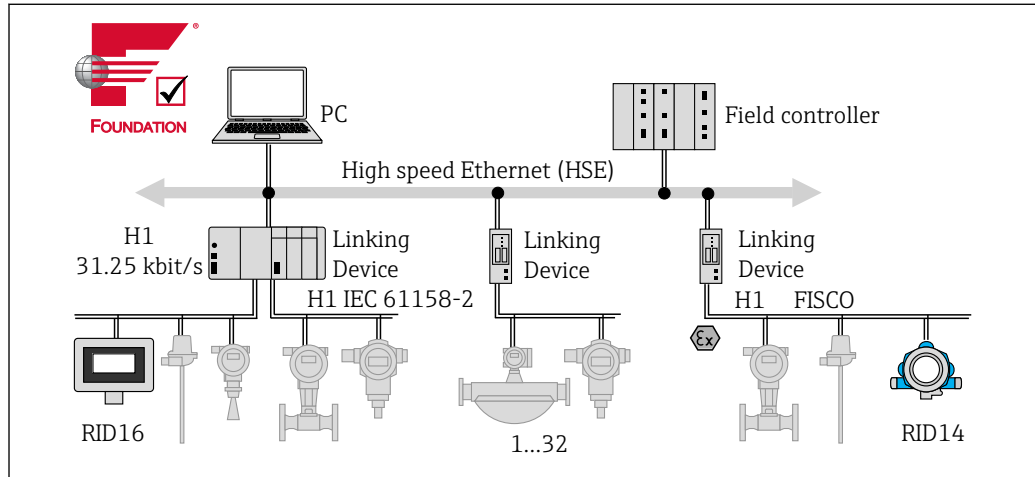 ®
FOUNDATION
PC
Field controller
High speed Ethernet (HSE)
H1
31.25 kbit/s
Linking
Device
Linking
Device
Linking
Device
H1 IEC 61158-2
H1 FISCO
Ex
RID16
1...32
RID14